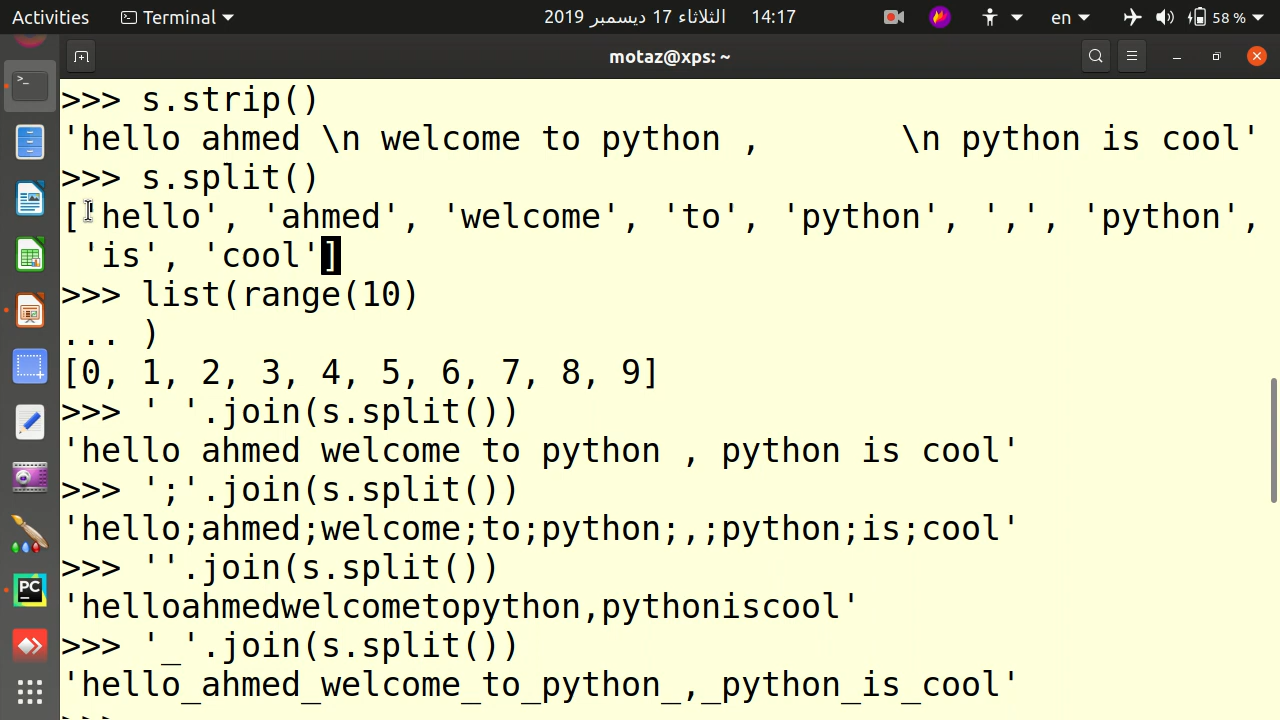 Activities Terminal الثلاثاء 17 ديسمبر 2019 14:17 en 58 %
motaz@xps: ~
>>> s.strip()
'hello ahmed \n welcome to python ,       \n python is cool'
>>> s.split()
['hello', 'ahmed', 'welcome', 'to', 'python', ',', 'python',
 'is', 'cool']
>>> list(range(10)
... )
[0, 1, 2, 3, 4, 5, 6, 7, 8, 9]
>>> ' '.join(s.split())
'hello ahmed welcome to python , python is cool'
>>> ';'.join(s.split())
'hello;ahmed;welcome;to;python;,;python;is;cool'
>>> ''.join(s.split())
'helloahmedwelcometopython,pythoniscool'
>>> '_'.join(s.split())
'hello_ahmed_welcome_to_python_,_python_is_cool'
>>>
PC